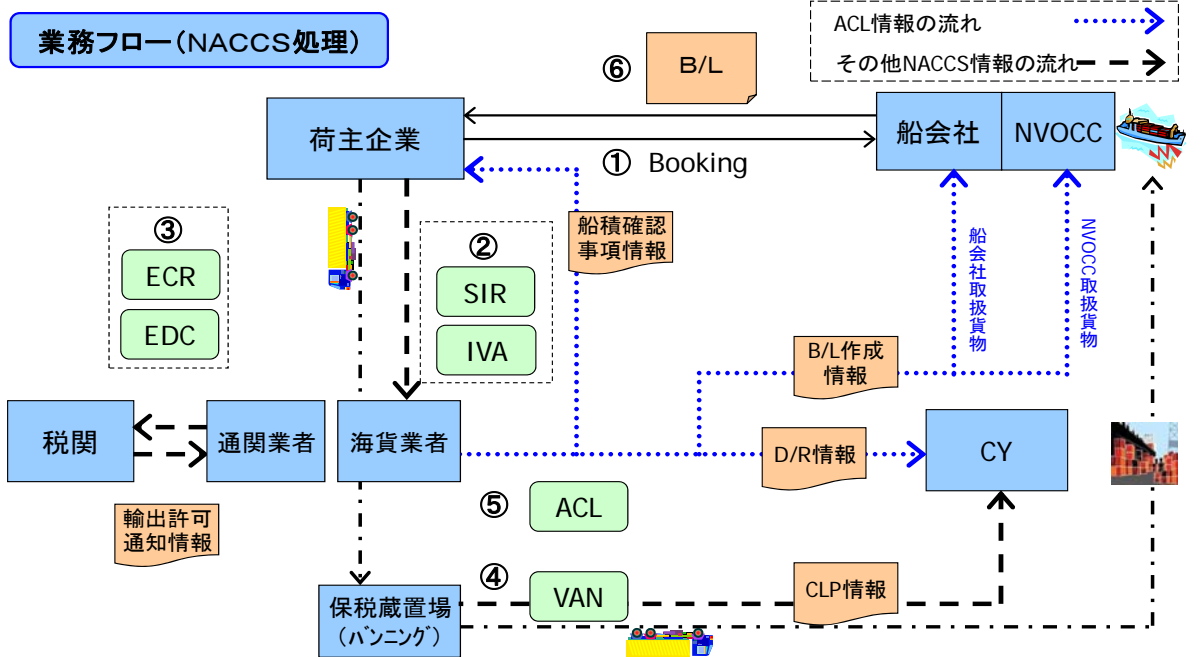 業務フロー(NACCS処理)
ACL情報の流れ
その他NACCS情報の流れ
⑥
B/L
荷主企業
船会社
NVOCC
① Booking
③
ECR
EDC
②
SIR
IVA
船積確認
事項情報
船会社取扱貨物
NVOCC取扱貨物
B/L作成
情報
税関
通関業者
海貨業者
D/R情報
CY
輸出許可
通知情報
⑤
ACL
④
VAN
CLP情報
保税蔵置場
(バンニング)